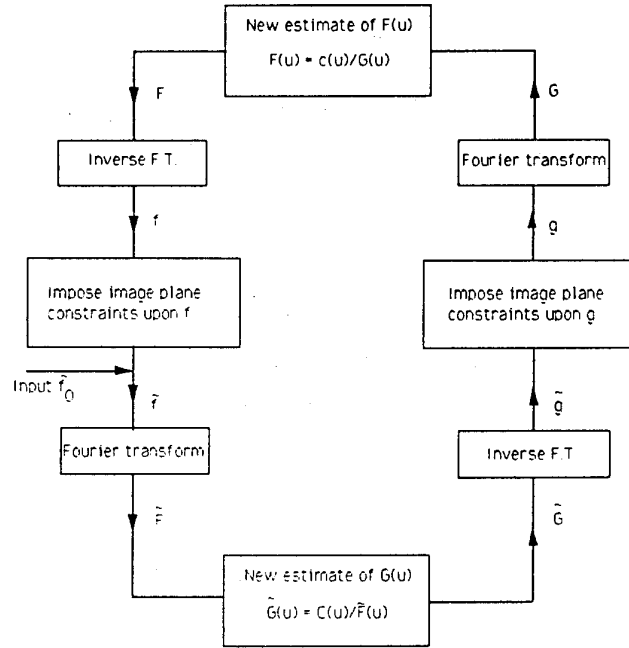 New estimate of F(u)
F(u) = c(u)/G(u)
F
G
Inverse F.T.
Fourier transform
f
g
Impose image plane
constraints upon f
Impose image plane
constraints upon g
Input f̃0
f̃
g̃
Fourier transform
Inverse F.T
F̃
G̃
New estimate of G(u)
G̃(u) = C(u)/F̃(u)